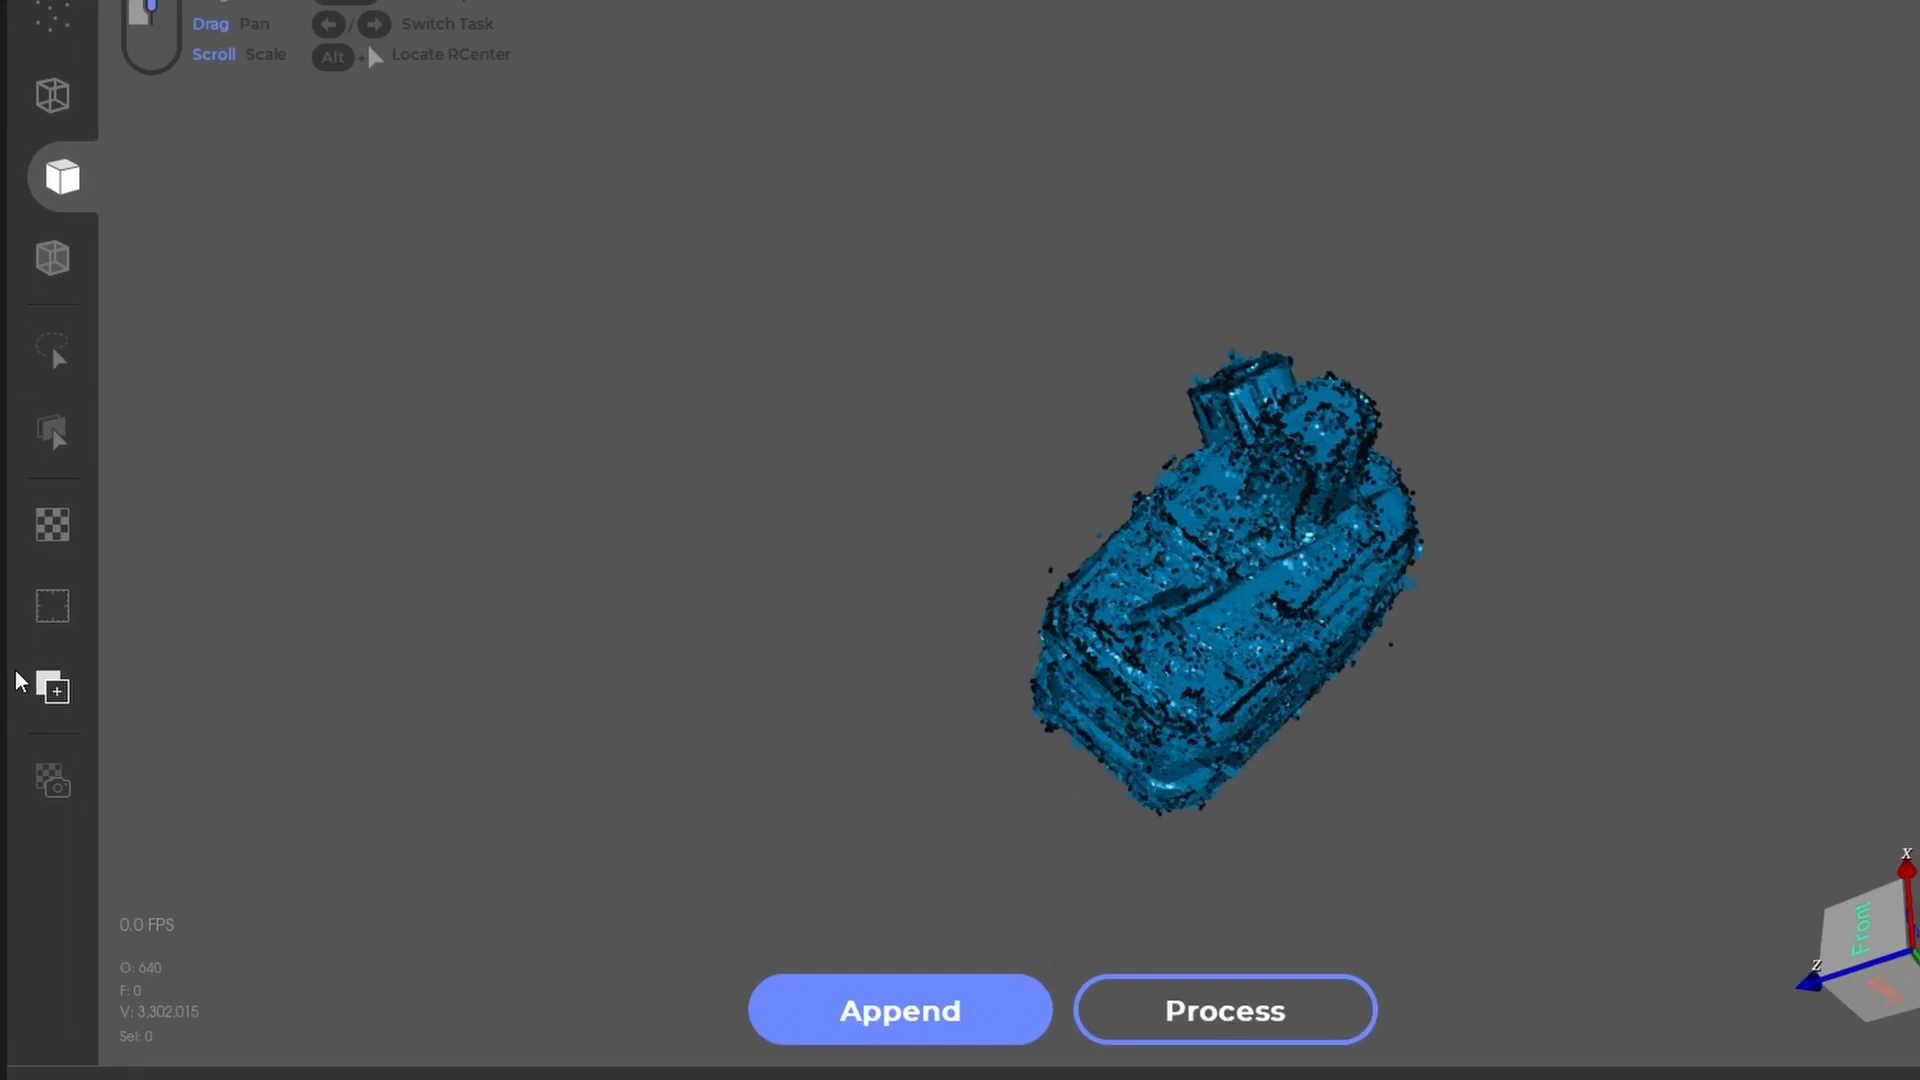 Drag Pan
← / → Switch Task
Scroll Scale
Alt + Locate RCenter
X
Front
Z
0.0 FPS
O: 640
F: 0
V: 3,302,015
Sel: 0
Append
Process